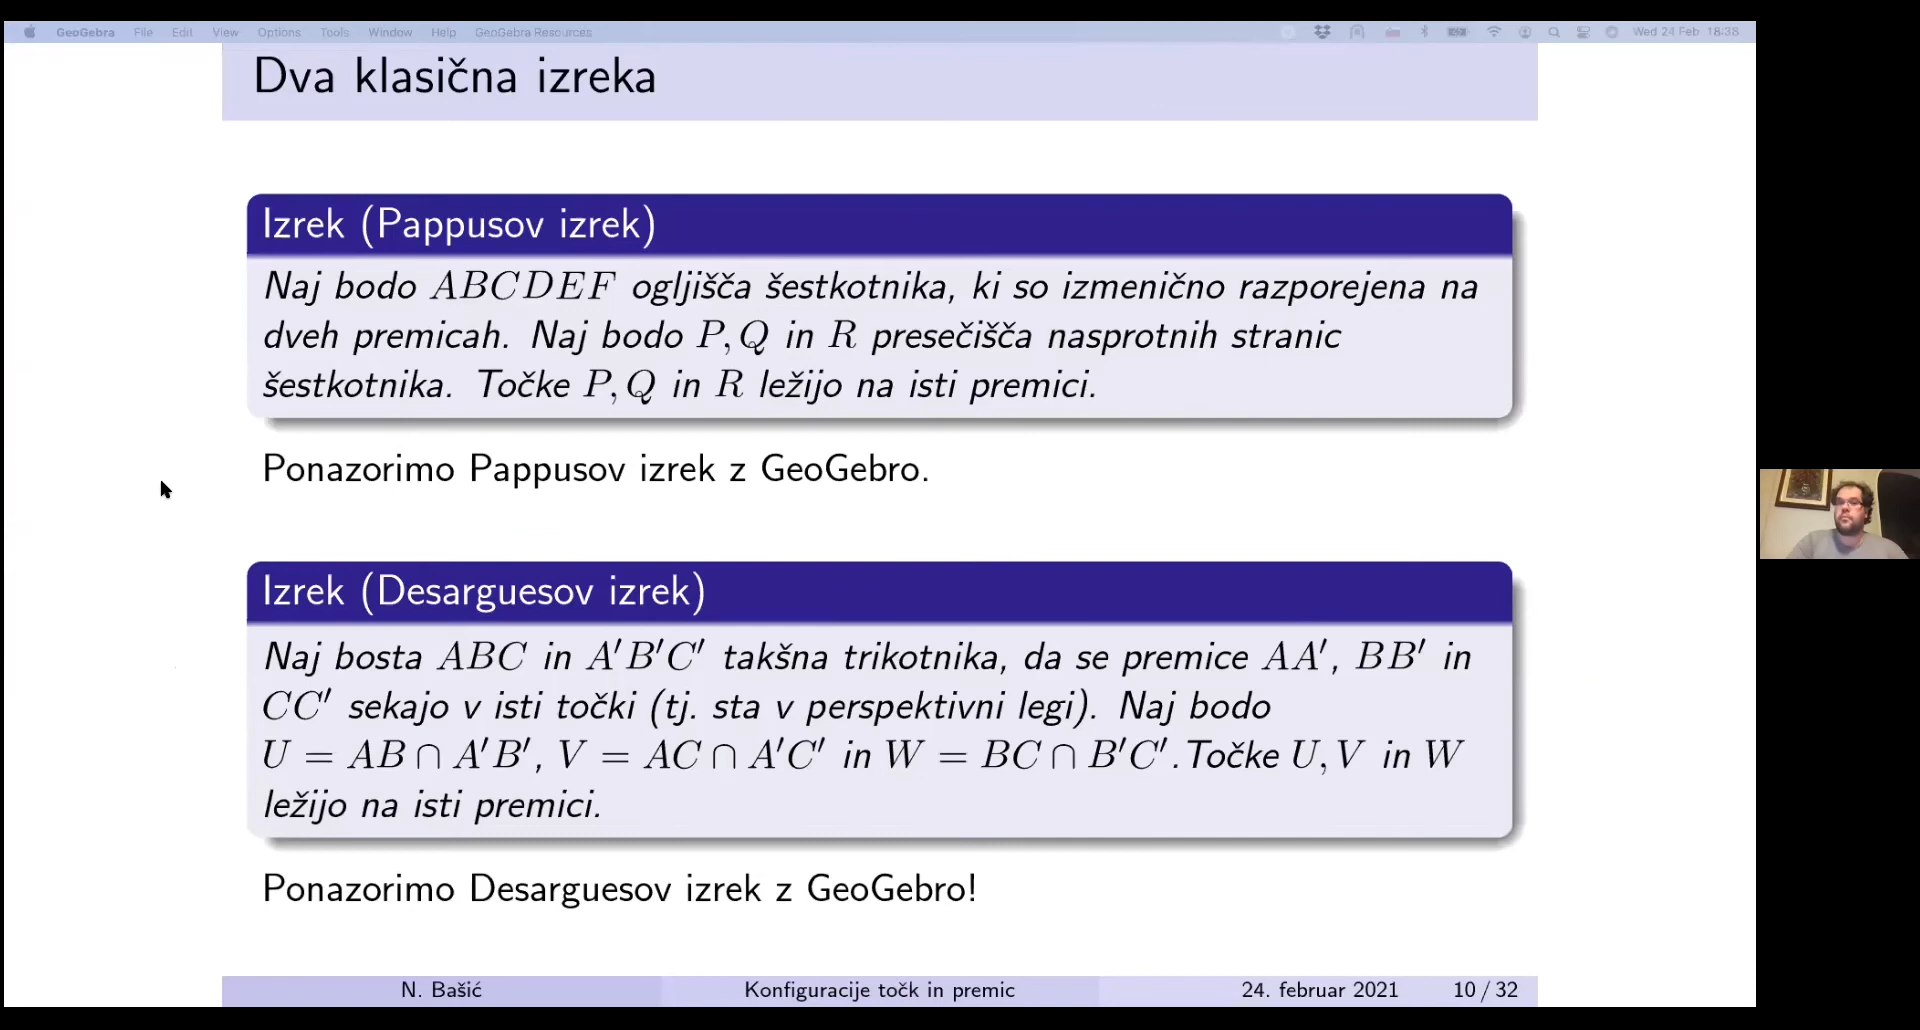 GeoGebra File Edit View Options Tools Window Help GeoGebra Resources Wed 24 Feb 18:38
Dva klasična izreka
Izrek (Pappusov izrek)
Naj bodo ABCDEF ogljišča šestkotnika, ki so izmenično razporejena na
dveh premicah. Naj bodo P, Q in R presečišča nasprotnih stranic
šestkotnika. Točke P, Q in R ležijo na isti premici.
Ponazorimo Pappusov izrek z GeoGebro.
Izrek (Desarguesov izrek)
Naj bosta ABC in A′B′C′ takšna trikotnika, da se premice AA′, BB′ in
CC′ sekajo v isti točki (tj. sta v perspektivni legi). Naj bodo
U = AB ∩ A′B′, V = AC ∩ A′C′ in W = BC ∩ B′C′. Točke U, V in W
ležijo na isti premici.
Ponazorimo Desarguesov izrek z GeoGebro!
N. Bašić Konfiguracije točk in premic 24. februar 2021 10 / 32